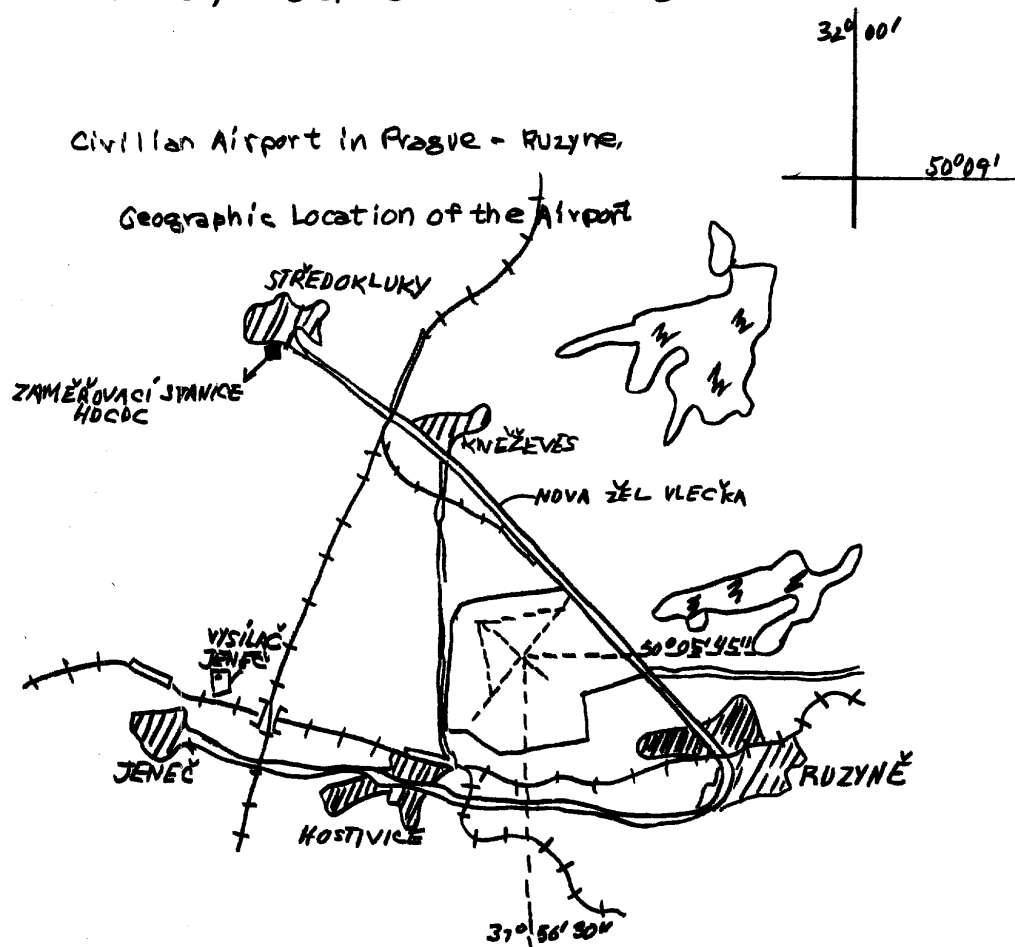 32° 00'
Civilian Airport in Prague - Ruzyne,
50°09'
Geographic Location of the Airport
STŘEDOKLUKY
ZAMĚŘOVACÍ STANICE
KNĚŽEVES
NOVA ŽEL VLEČKA
VYSÍLAČ
JENEČ
50°05'45"
JENEČ
RUZYNĚ
HOSTIVICE
31°56'30"